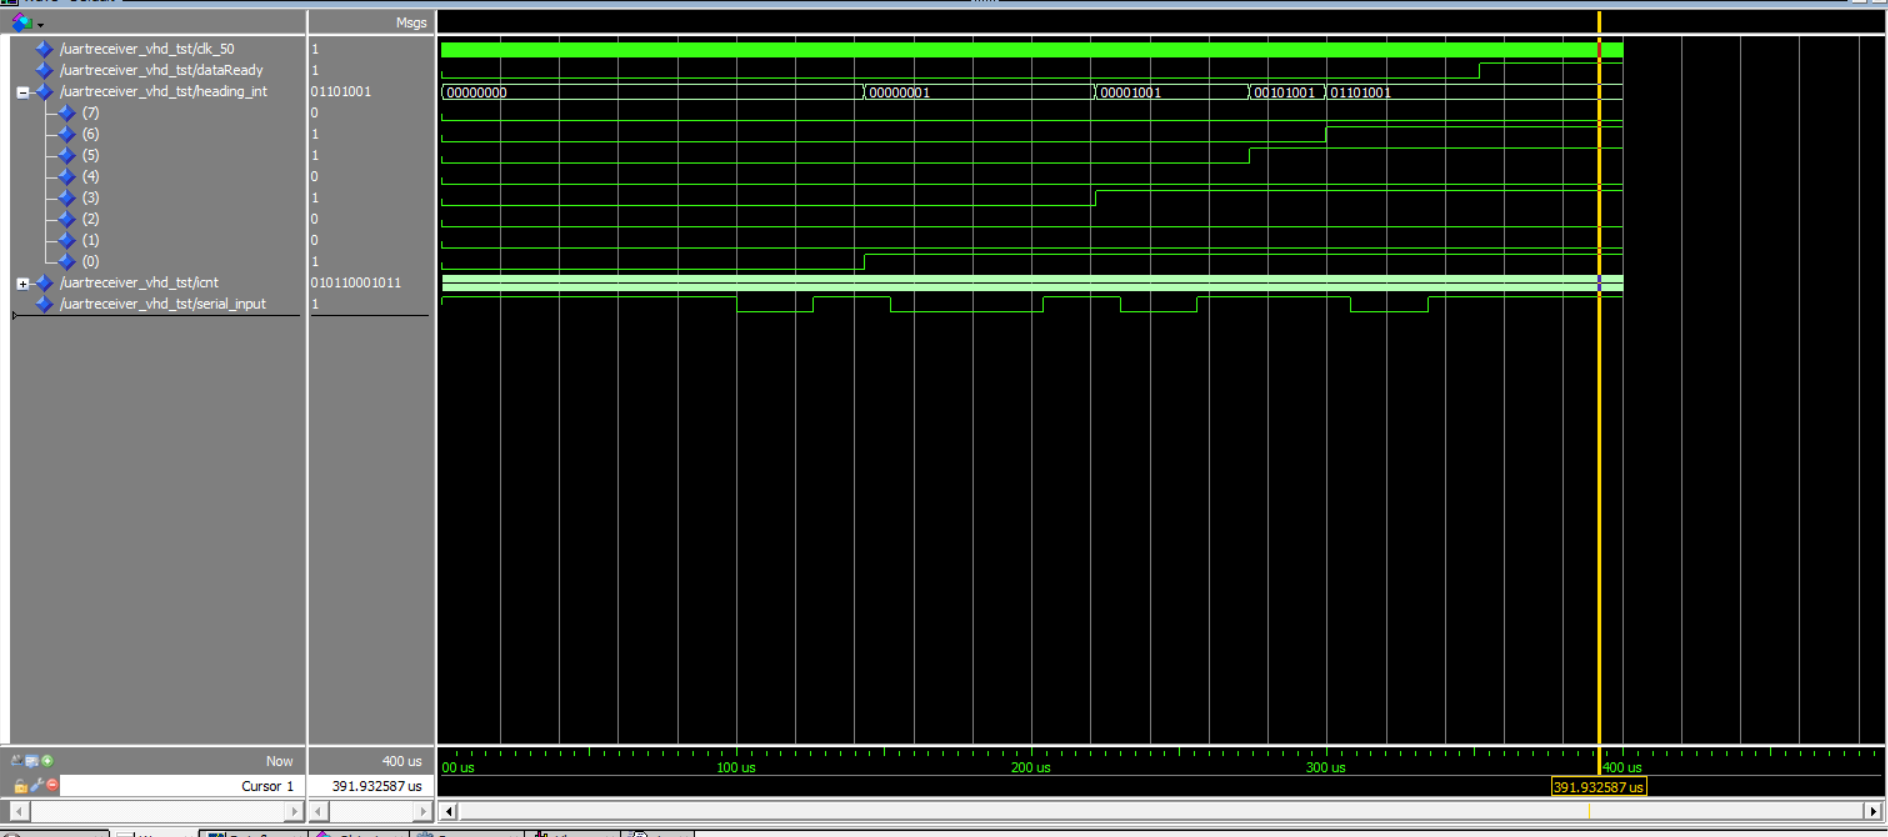 Msgs
/uartreceiver_vhd_tst/clk_50 1
/uartreceiver_vhd_tst/dataReady 1
/uartreceiver_vhd_tst/heading_int 01101001 00000000 00000001 00001001 00101001 01101001
(7) 0
(6) 1
(5) 1
(4) 0
(3) 1
(2) 0
(1) 0
(0) 1
/uartreceiver_vhd_tst/icnt 010110001011
/uartreceiver_vhd_tst/serial_input 1
Now 400 us 00 us 100 us 200 us 300 us 400 us
Cursor 1 391.932587 us 391.932587 us